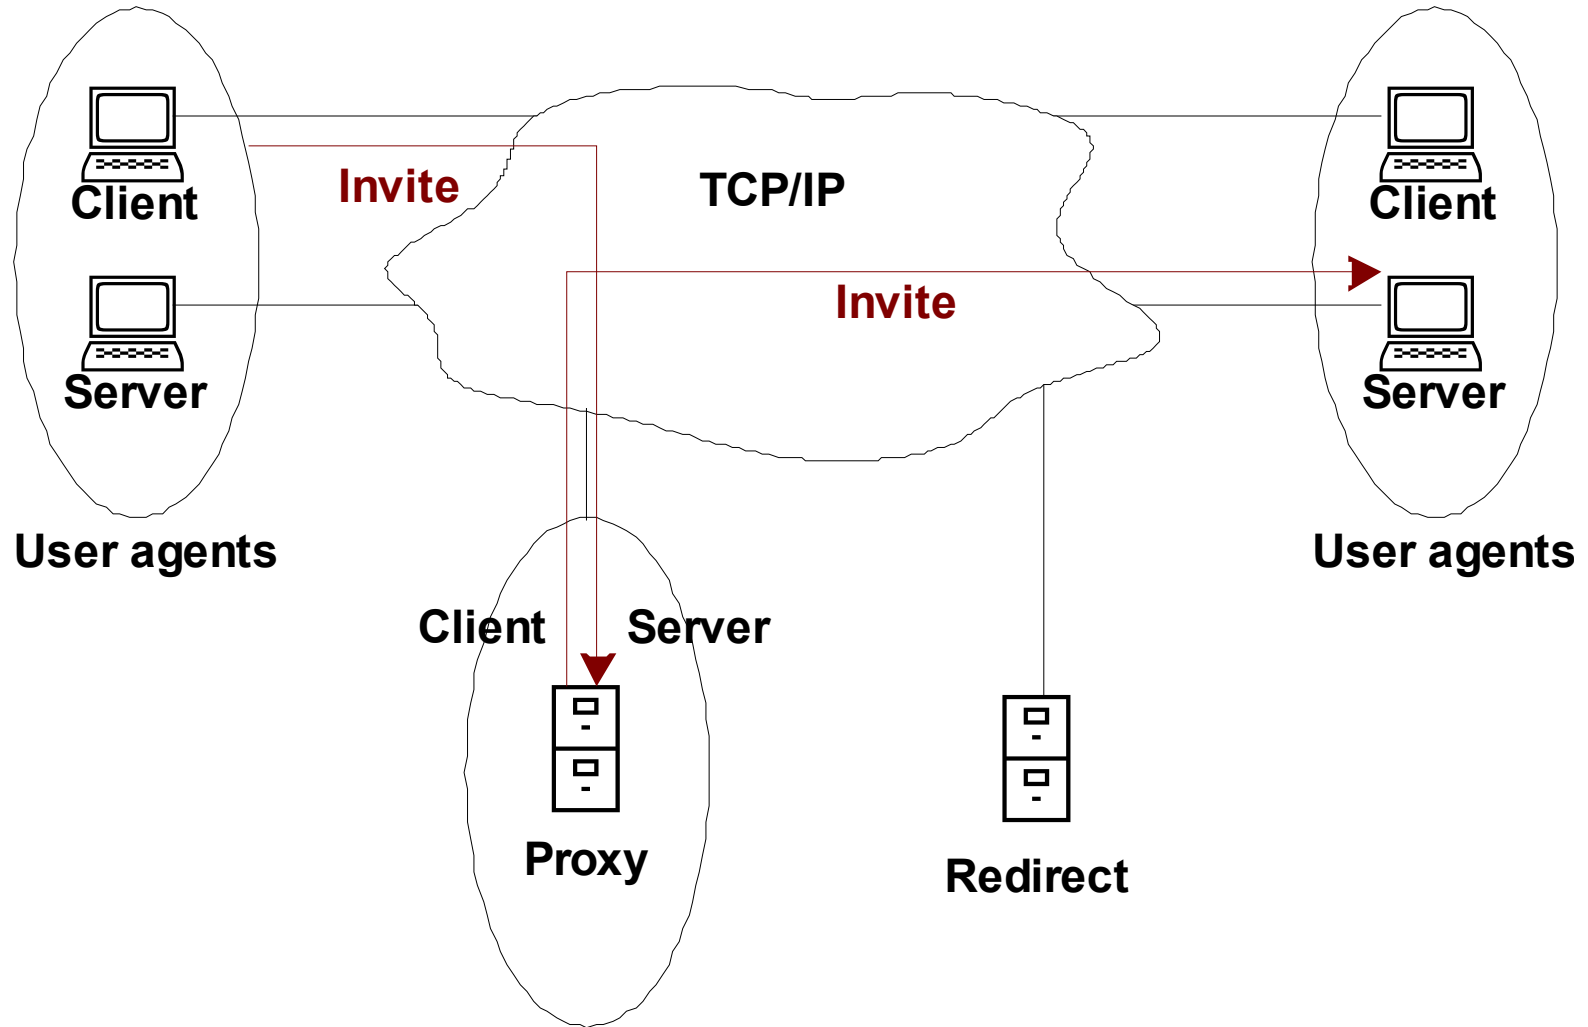 Client
Invite
TCP/IP
Client
Invite
Server
Server
User agents
User agents
Client
Server
Proxy
Redirect